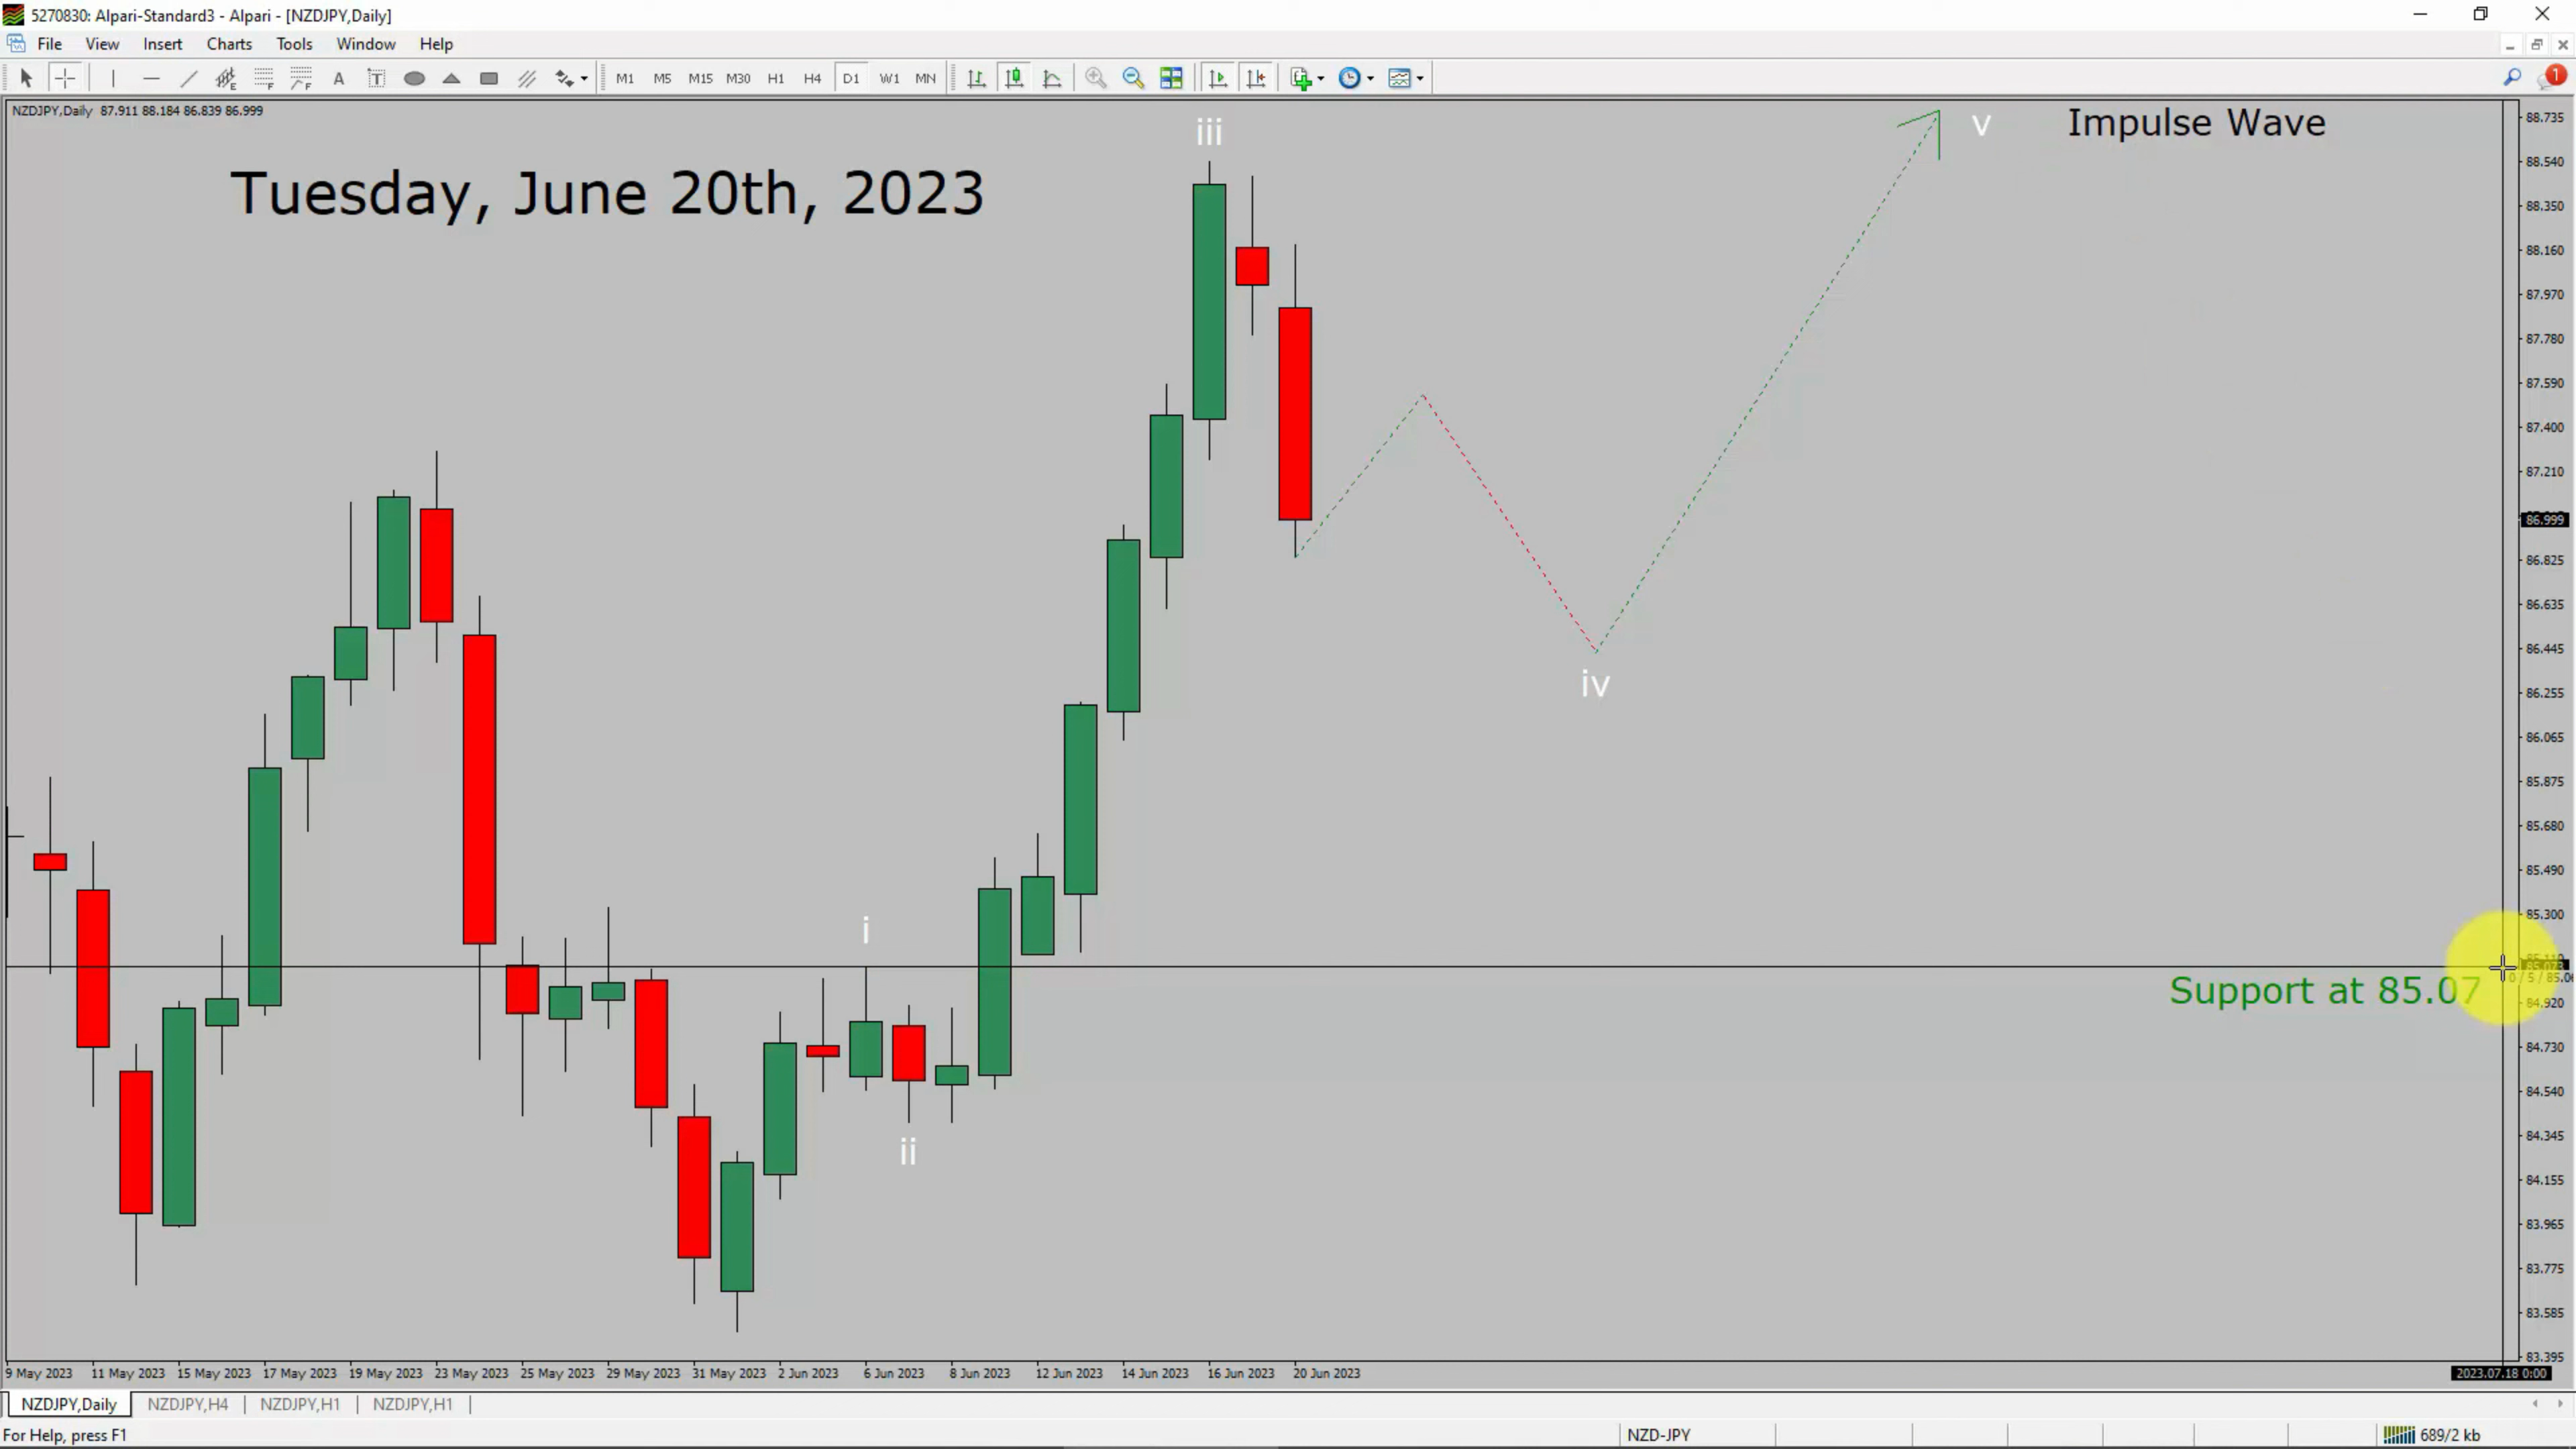 5270830: Alpari-Standard3 - Alpari - [NZDJPY,Daily]
File View Insert Charts Tools Window Help
A T M1 M5 M15 M30 H1 H4 D1 W1 MN 1
NZDJPY,Daily 87.911 88.184 86.839 86.999
Tuesday, June 20th, 2023
iii
v
Impulse Wave
iv
i
ii
Support at 85.07
88.735
88.540
88.350
88.160
87.970
87.780
87.590
87.400
87.210
86.999
86.825
86.635
86.445
86.255
86.065
85.875
85.680
85.490
85.300
84.920
84.730
84.540
84.345
84.155
83.965
83.775
83.585
83.395
9 May 2023 11 May 2023 15 May 2023 17 May 2023 19 May 2023 23 May 2023 25 May 2023 29 May 2023 31 May 2023 2 Jun 2023 6 Jun 2023 8 Jun 2023 12 Jun 2023 14 Jun 2023 16 Jun 2023 20 Jun 2023 2023.07.18 0:00
NZDJPY,Daily NZDJPY,H4 NZDJPY,H1 NZDJPY,H1
For Help, press F1 NZD-JPY 689/2 kb